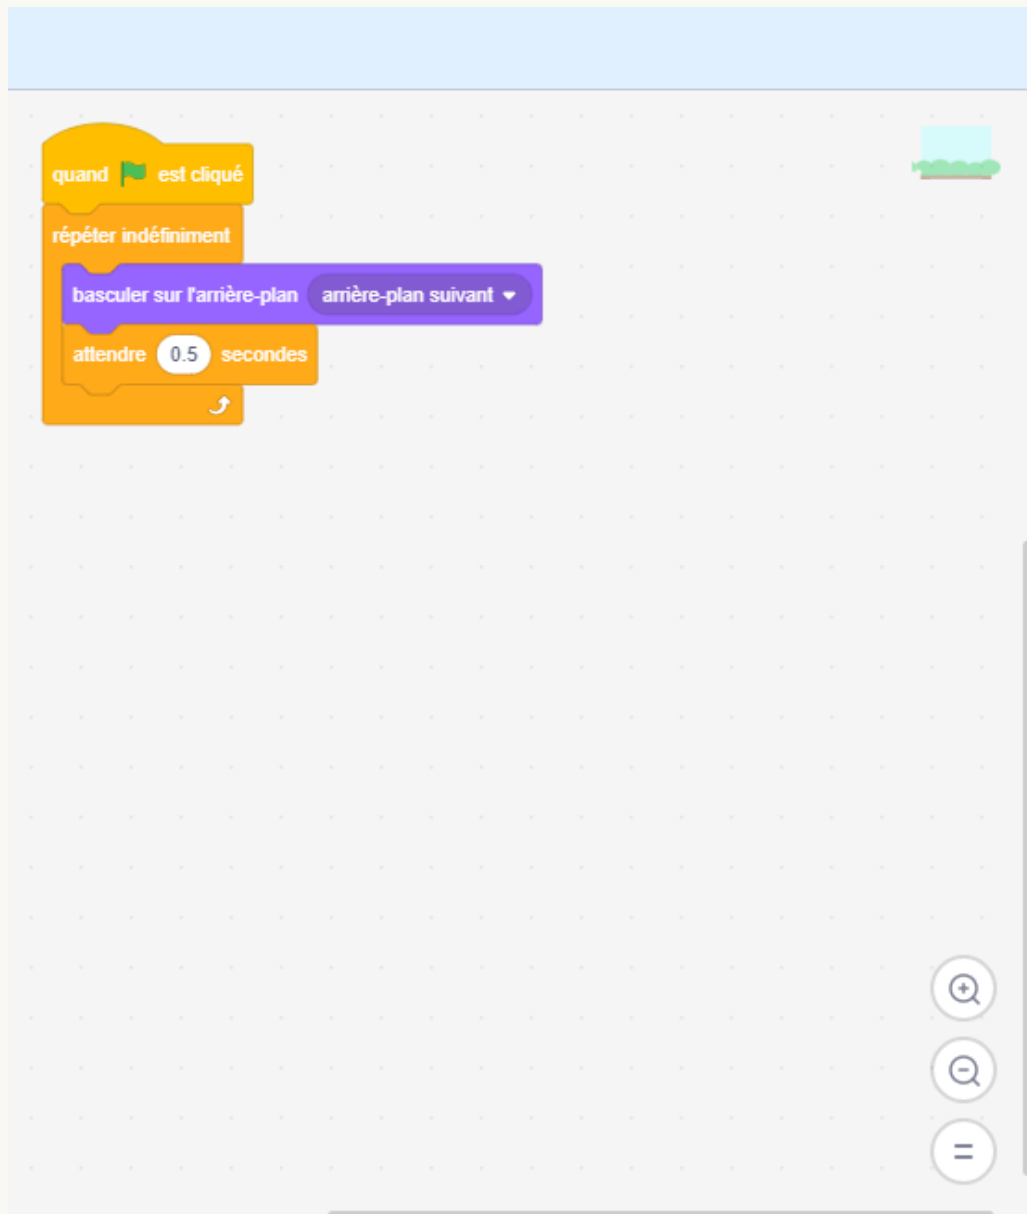 quand est cliqué
répéter indéfiniment
basculer sur l'arrière-plan arrière-plan suivant
attendre 0.5 secondes